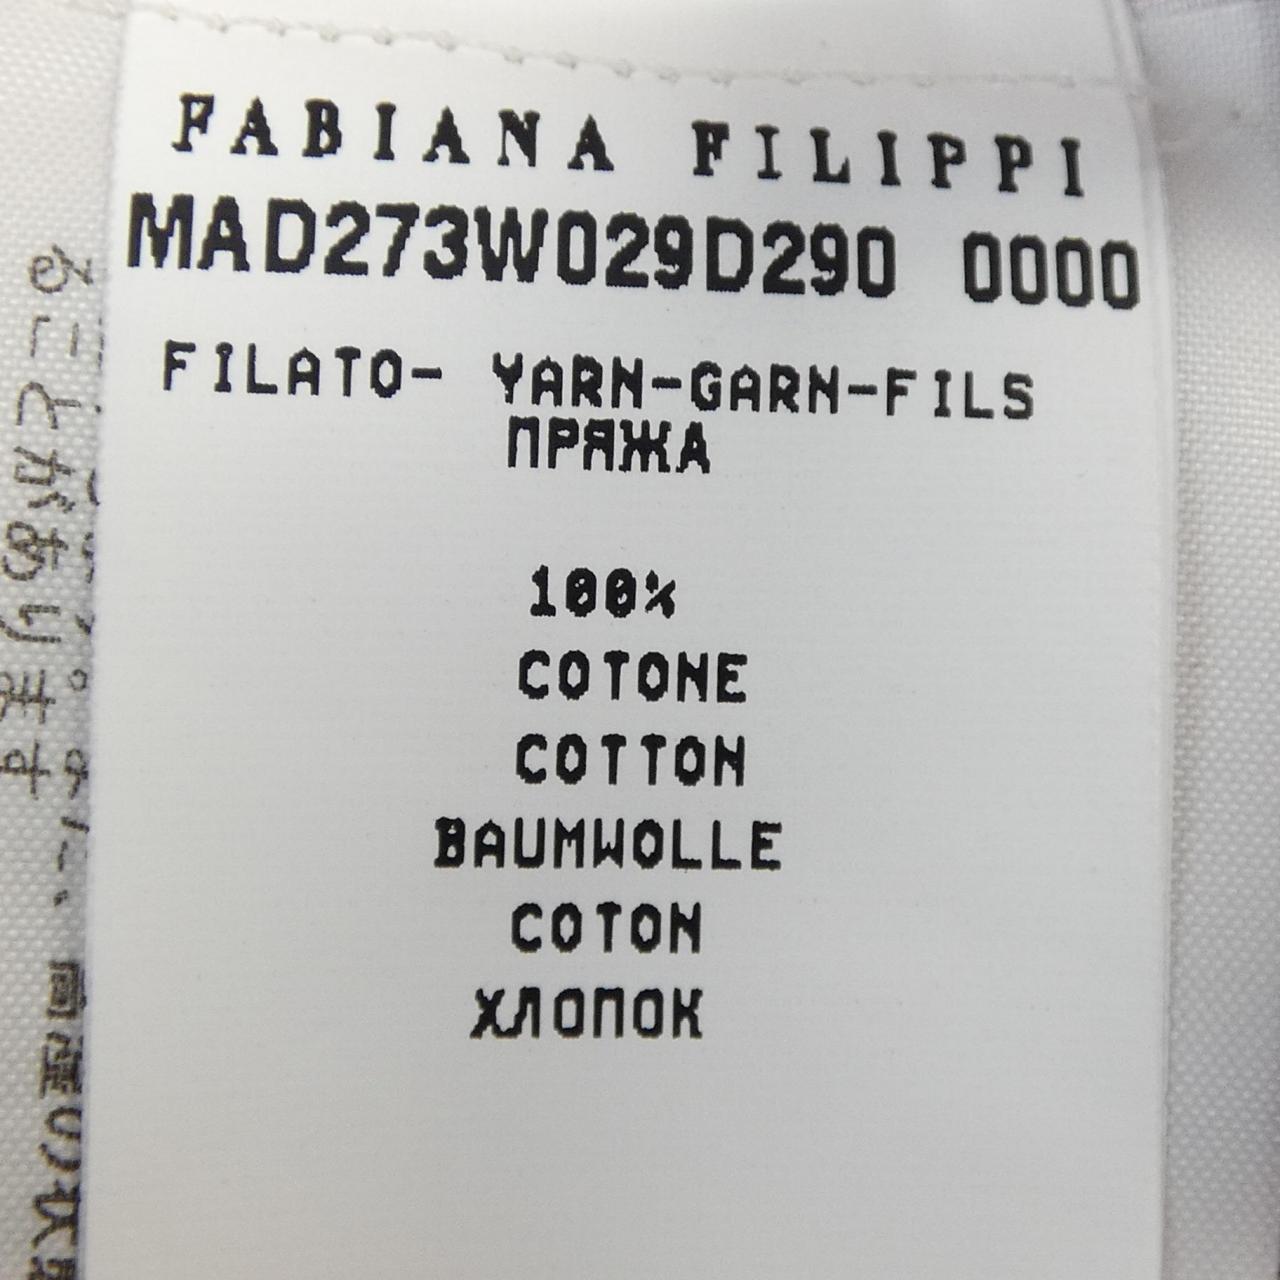 FABIANA FILIPPI
MAD273W029D290 0000
FILATO- YARN-GARN-FILS
ПРЯЖА
100%
COTONE
COTTON
BAUMWOLLE
COTON
ХЛОПОК